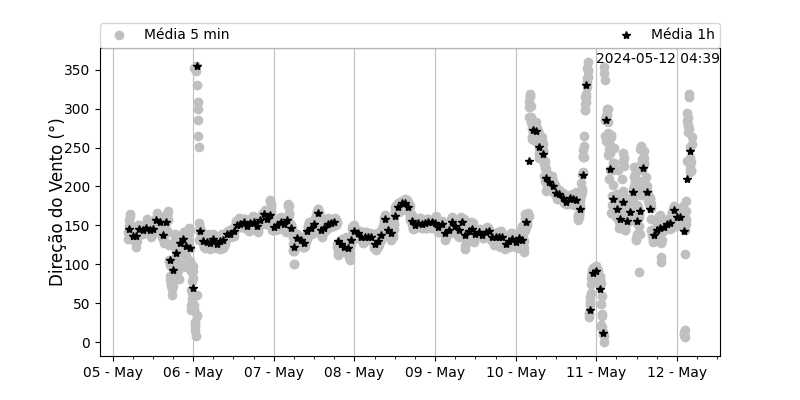 Média 5 min
Média 1h
2024-05-12 04:39
Direção do Vento (°)
350
300
250
200
150
100
50
0
05 - May
06 - May
07 - May
08 - May
09 - May
10 - May
11 - May
12 - May